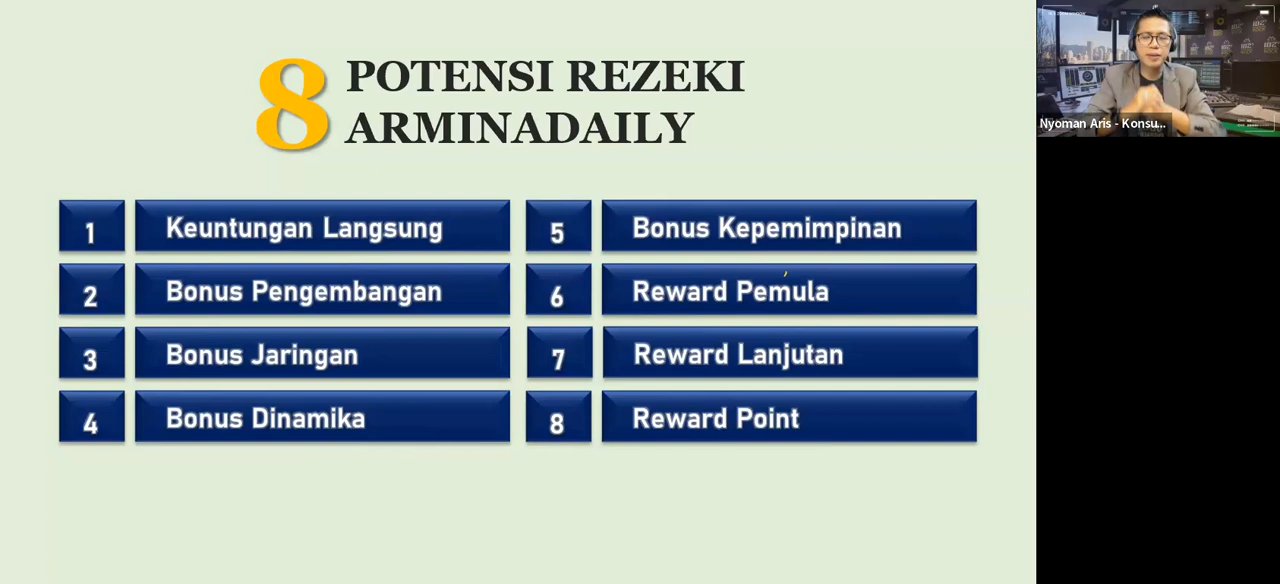 8
POTENSI REZEKI
ARMINADAILY
1 Keuntungan Langsung
2 Bonus Pengembangan
3 Bonus Jaringan
4 Bonus Dinamika
5 Bonus Kepemimpinan
6 Reward Pemula
7 Reward Lanjutan
8 Reward Point
Nyoman Aris - Konsu...